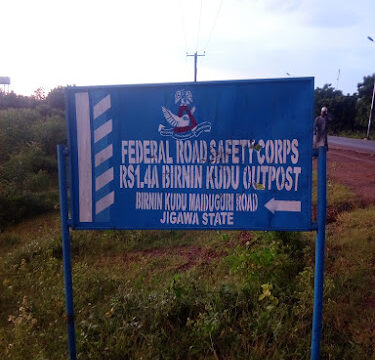 FEDERAL ROAD SAFETY CORPS
RS1.4A BIRNIN KUDU OUTPOST
BIRNIN KUDU MAIDUGURI ROAD
JIGAWA STATE